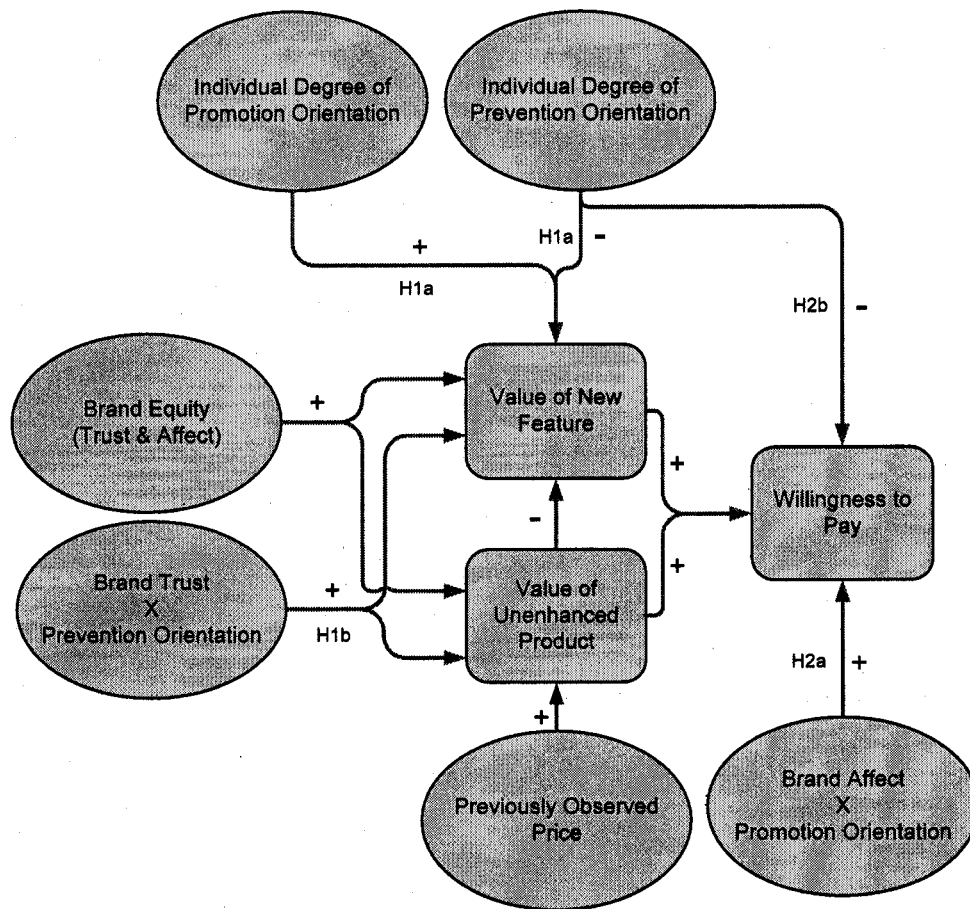 Individual Degree of
Promotion Orientation
Individual Degree of
Prevention Orientation
+
H1a
H1a
-
H2b
-
Brand Equity
(Trust & Affect)
+
Value of New
Feature
+
Willingness to
Pay
-
Brand Trust
X
Prevention Orientation
+
H1b
Value of
Unenhanced
Product
+
H2a
+
+
Previously Observed
Price
Brand Affect
X
Promotion Orientation